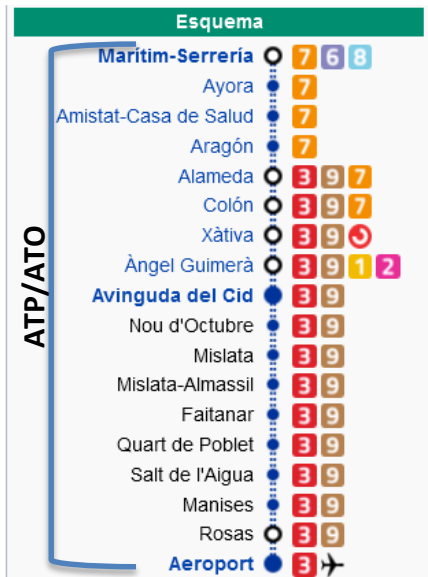 Esquema
Marítim-Serrería 7 6 8
Ayora 7
Amistat-Casa de Salud 7
Aragón 7
Alameda 3 9 7
Colón 3 9 7
Xàtiva 3 9
Àngel Guimerà 3 9 1 2
Avinguda del Cid 3 9
Nou d'Octubre 3 9
Mislata 3 9
Mislata-Almassil 3 9
Faitanar 3 9
Quart de Poblet 3 9
Salt de l'Aigua 3 9
Manises 3 9
Rosas 3 9
Aeroport 3
ATP/ATO